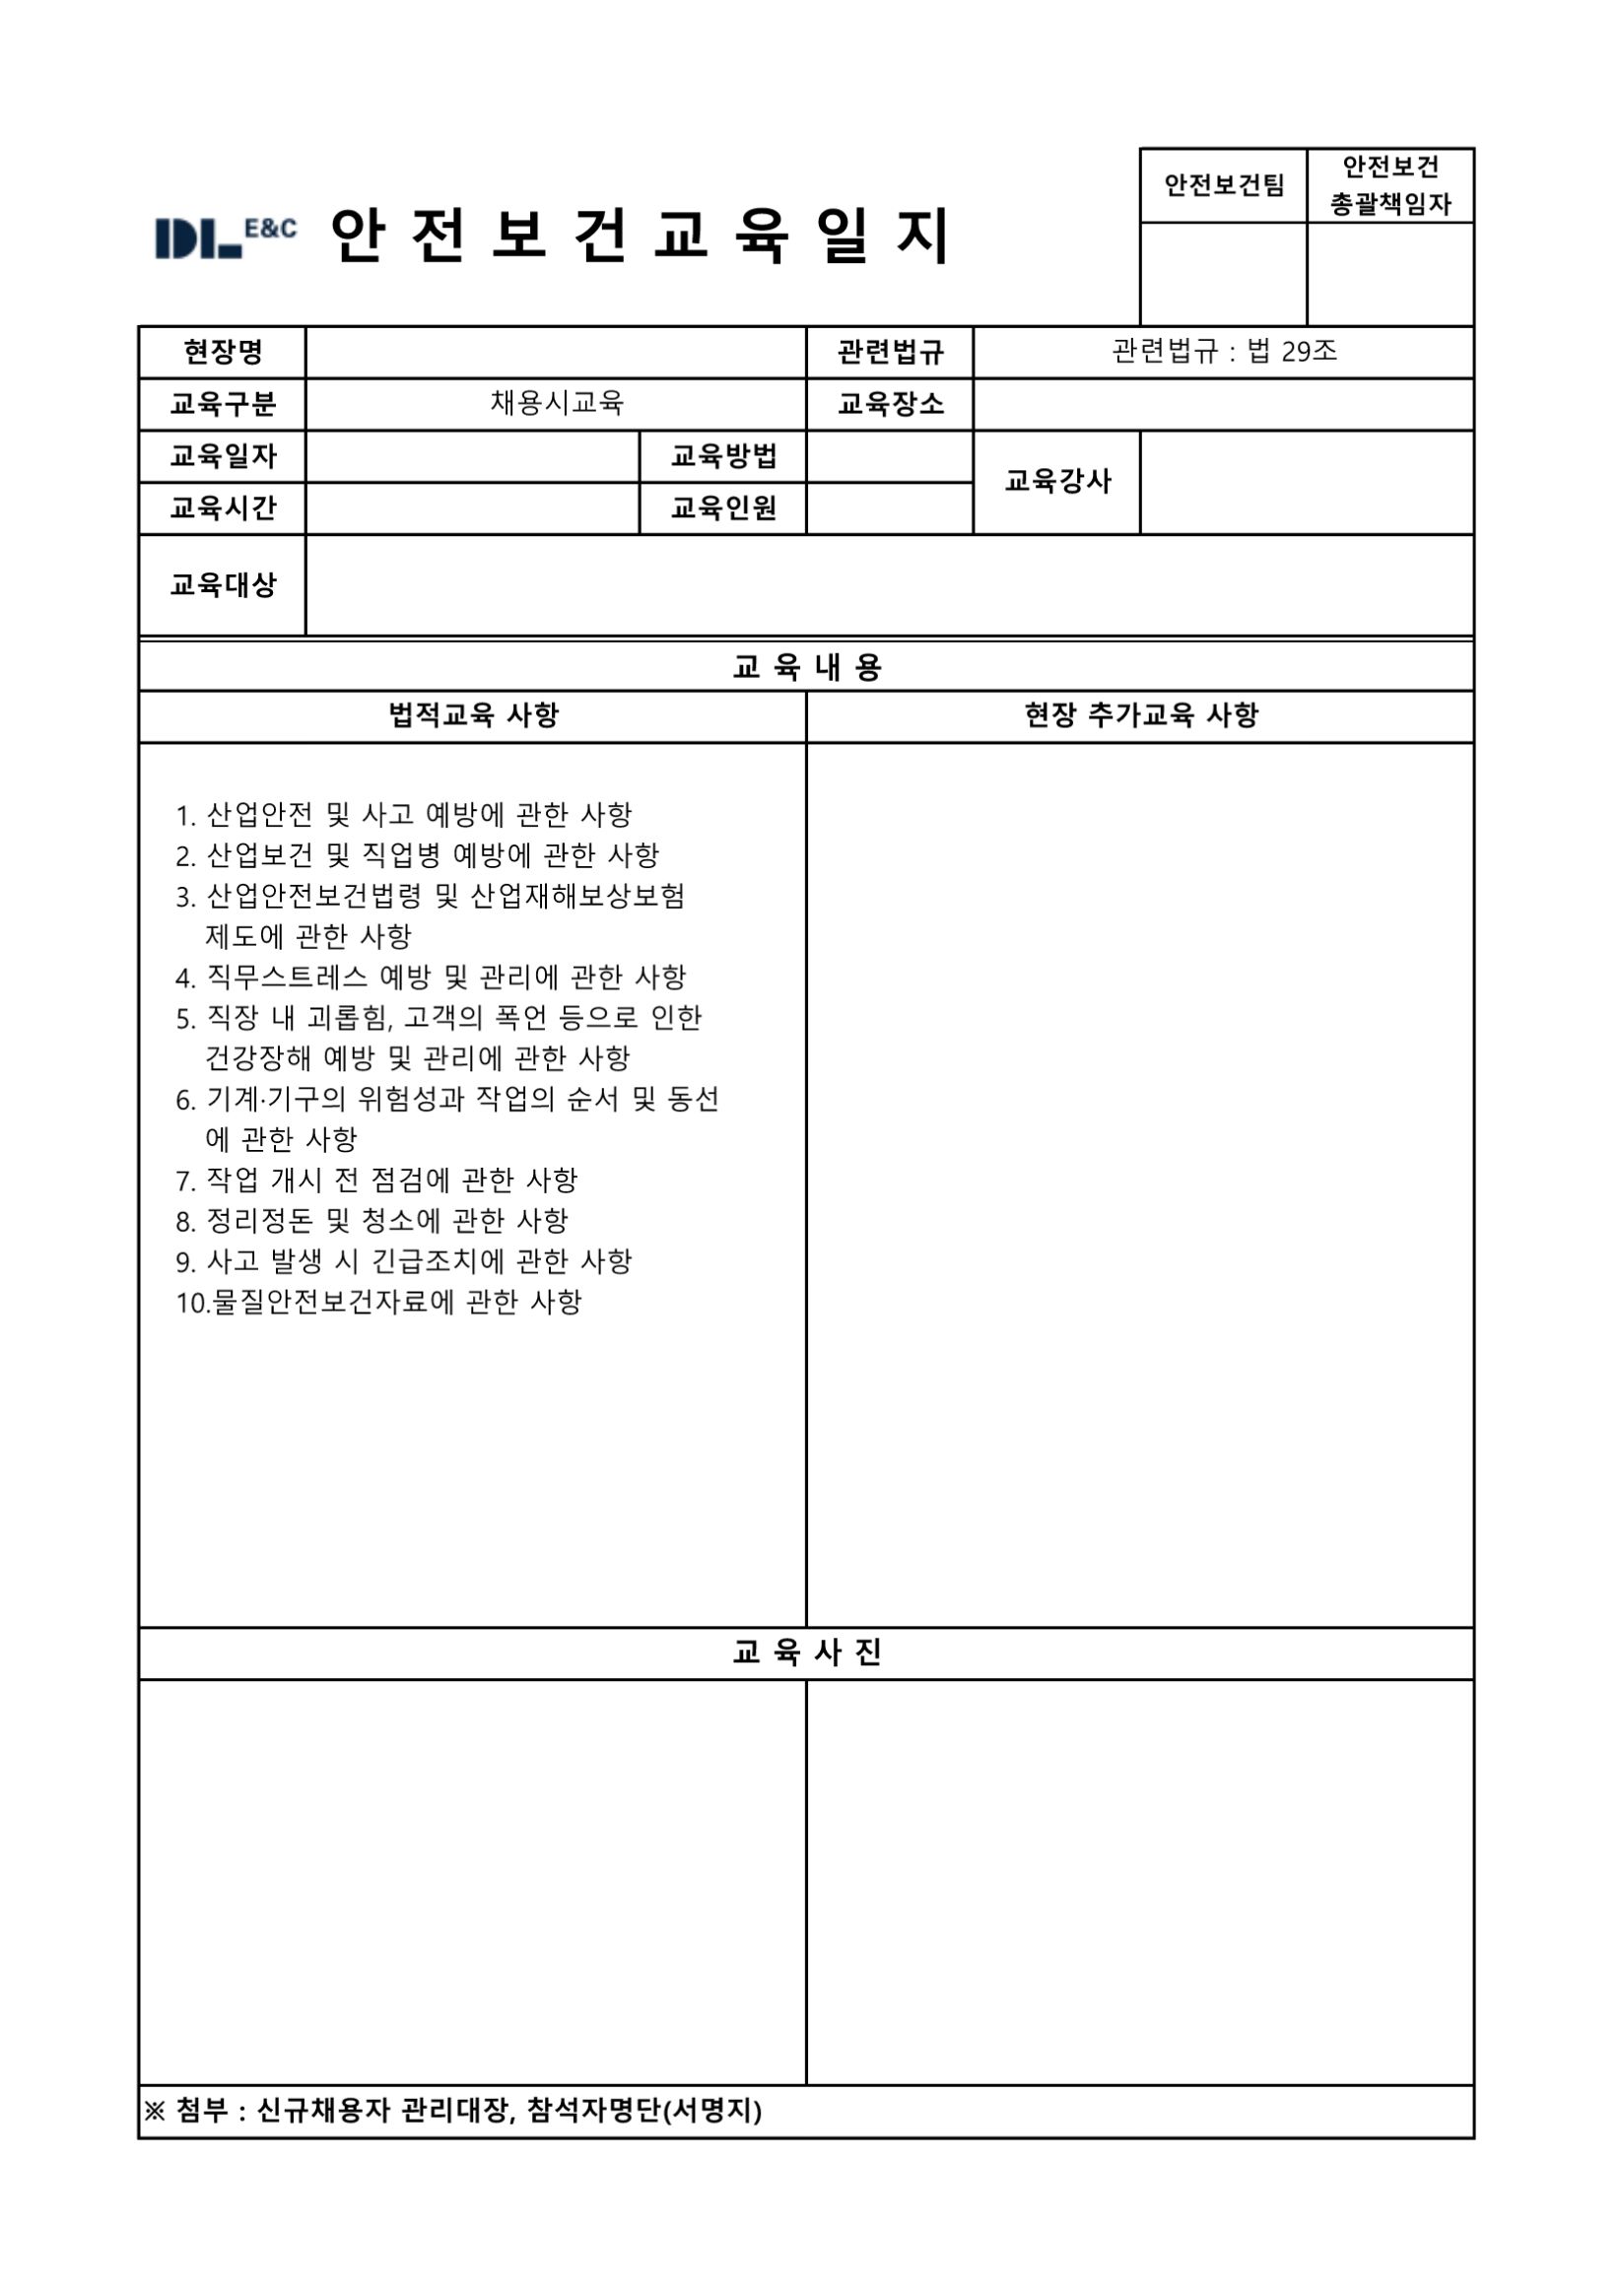 안전보건팀
안전보건
총괄책임자
DL E&C 안 전 보 건 교 육 일 지
현장명 관련법규 관련법규 : 법 29조
교육구분 채용시교육 교육장소
교육일자 교육방법 교육강사
교육시간 교육인원
교육대상
교 육 내 용
법적교육 사항 현장 추가교육 사항
1. 산업안전 및 사고 예방에 관한 사항
2. 산업보건 및 직업병 예방에 관한 사항
3. 산업안전보건법령 및 산업재해보상보험
제도에 관한 사항
4. 직무스트레스 예방 및 관리에 관한 사항
5. 직장 내 괴롭힘, 고객의 폭언 등으로 인한
건강장해 예방 및 관리에 관한 사항
6. 기계·기구의 위험성과 작업의 순서 및 동선
에 관한 사항
7. 작업 개시 전 점검에 관한 사항
8. 정리정돈 및 청소에 관한 사항
9. 사고 발생 시 긴급조치에 관한 사항
10.물질안전보건자료에 관한 사항
교 육 사 진
※ 첨부 : 신규채용자 관리대장, 참석자명단(서명지)